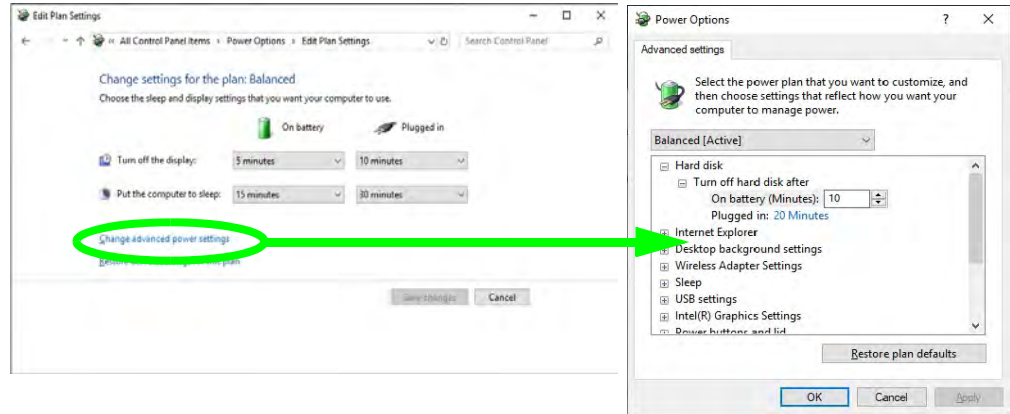 Edit Plan Settings
« All Control Panel Items › Power Options › Edit Plan Settings
Search Control Panel
Change settings for the plan: Balanced
Choose the sleep and display settings that you want your computer to use.
On battery
Plugged in
Turn off the display:
5 minutes
10 minutes
Put the computer to sleep:
15 minutes
30 minutes
Change advanced power settings
plan
Save changes
Cancel
Power Options
?
Advanced settings
Select the power plan that you want to customize, and
then choose settings that reflect how you want your
computer to manage power.
Balanced [Active]
Hard disk
Turn off hard disk after
On battery (Minutes): 10
Plugged in: 20 Minutes
Internet Explorer
Desktop background settings
Wireless Adapter Settings
Sleep
USB settings
Intel(R) Graphics Settings
Power buttons and lid
Restore plan defaults
OK
Cancel
Apply